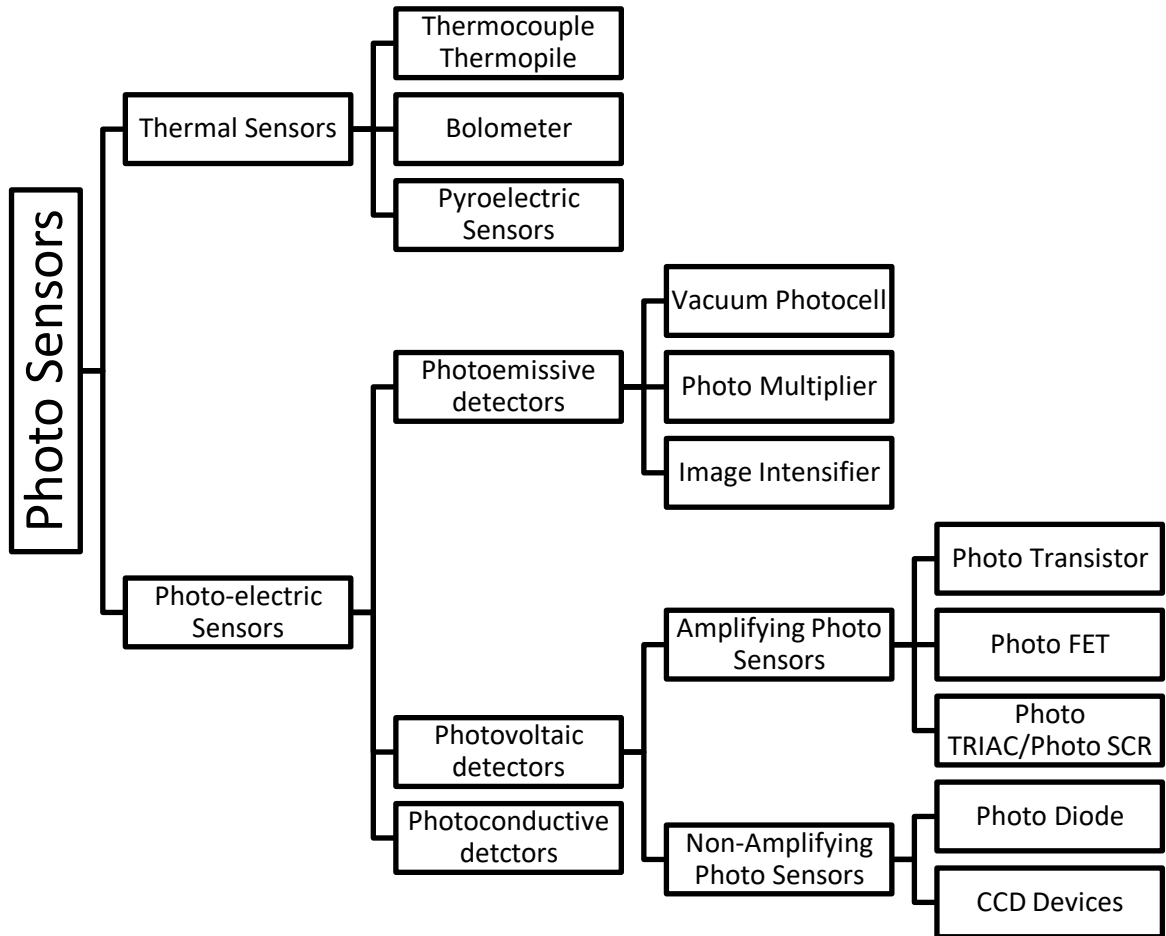 Photo Sensors
Thermal Sensors
Thermocouple
Thermopile
Bolometer
Pyroelectric
Sensors
Photo-electric
Sensors
Photoemissive
detectors
Vacuum Photocell
Photo Multiplier
Image Intensifier
Photovoltaic
detectors
Amplifying Photo
Sensors
Photo Transistor
Photo FET
Photo
TRIAC/Photo SCR
Non-Amplifying
Photo Sensors
Photo Diode
CCD Devices
Photoconductive
detctors